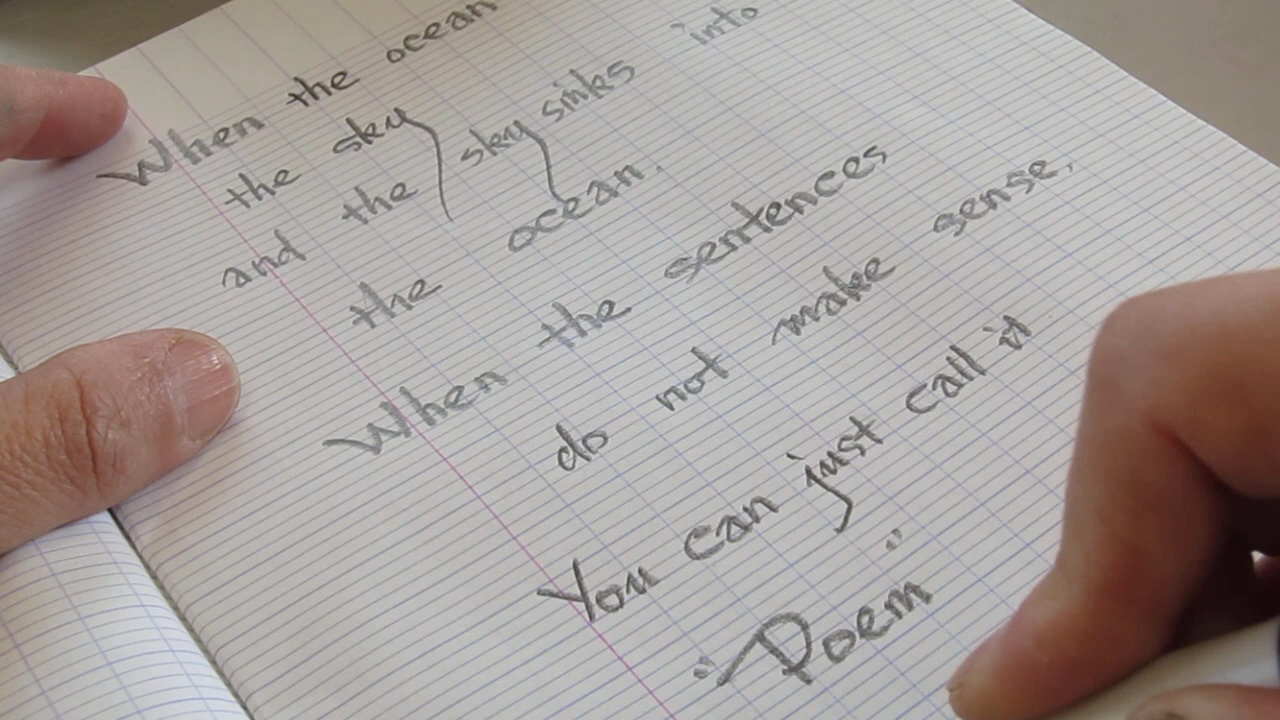 When the ocean
the sky
and the sky sinks into
the ocean.
When the sentences
do not make sense,
You can just call it
"Poem"